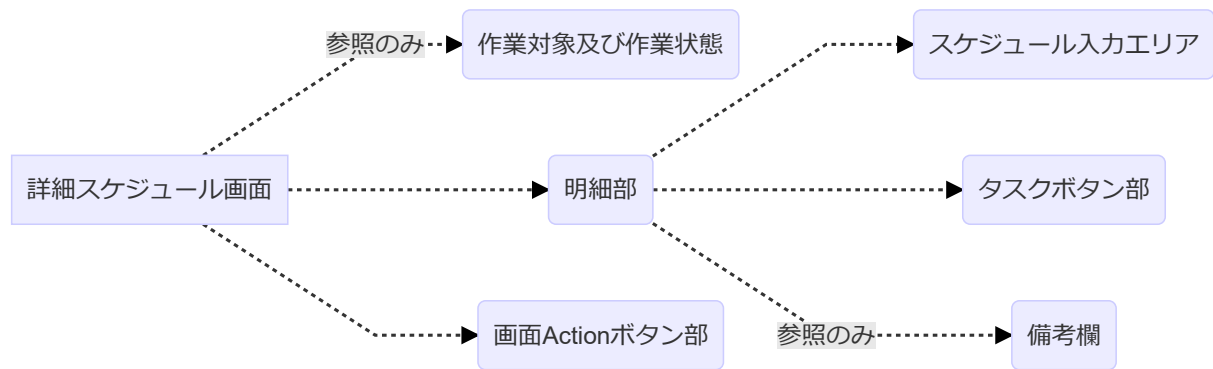 参照のみ
作業対象及び作業状態
スケジュール入力エリア
詳細スケジュール画面
明細部
タスクボタン部
画面Actionボタン部
参照のみ
備考欄